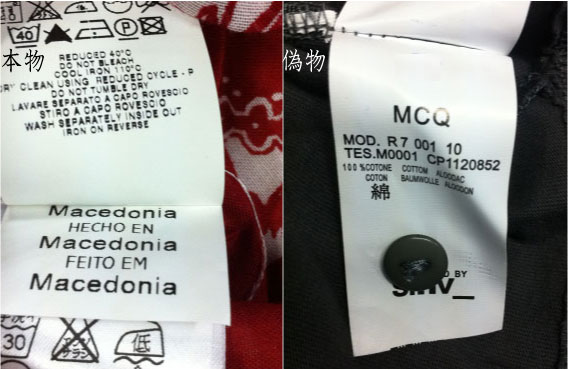 本物
40
REDUCED 40°C
DO NOT BLEACH
COOL IRON 110°C
DRY CLEAN USING REDUCED CYCLE - P
DO NOT TUMBLE DRY
LAVARE SEPARATO A CAPO ROVESCIO
STIRO A CAPO ROVESCIO
WASH SEPARATELY INSIDE OUT
IRON ON REVERSE
Macedonia
HECHO EN
Macedonia
FEITO EM
Macedonia
30
低
偽物
MCQ
MOD. R7 001 10
TES.M0001 CP1120852
100%COTONE COTTOM ALGODAC
COTON BAUMWOLLE ALGODON
綿
BY